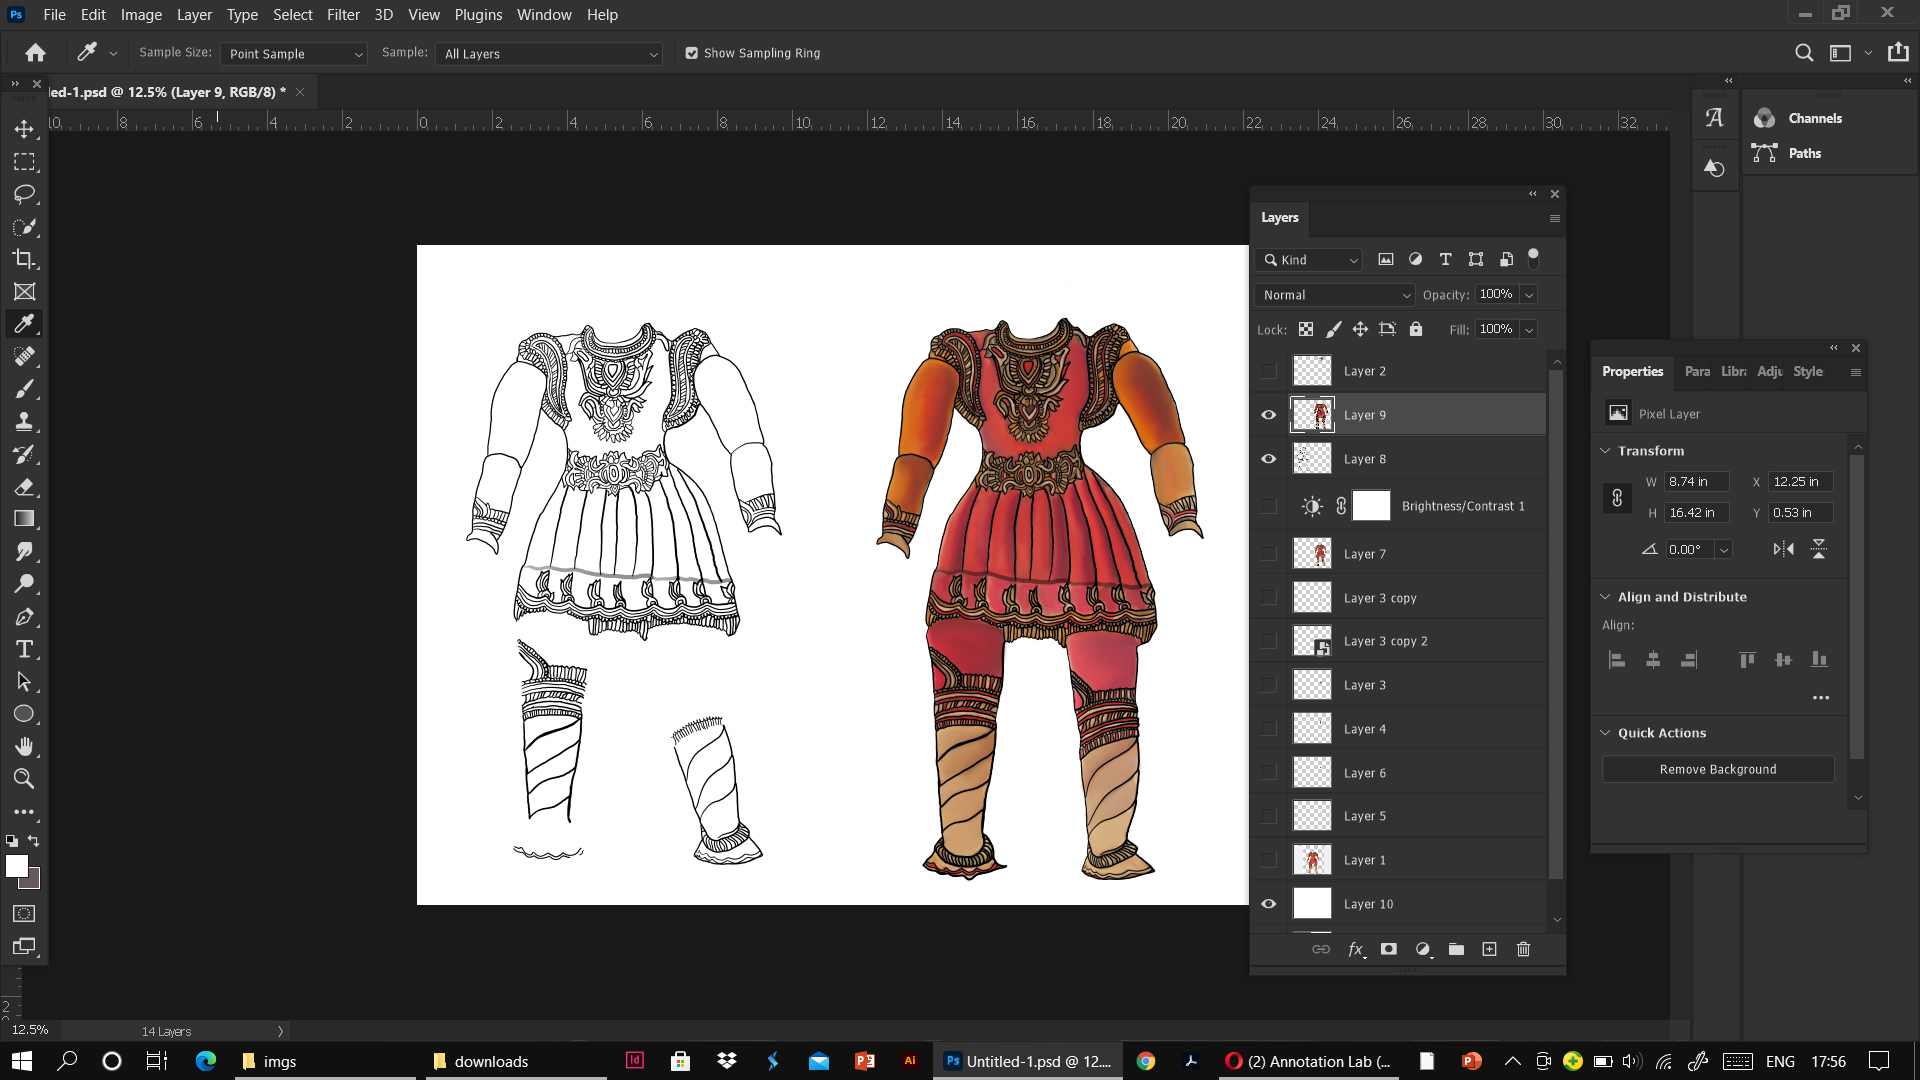 Ps File Edit Image Layer Type Select Filter 3D View Plugins Window Help
Sample Size: Point Sample Sample: All Layers Show Sampling Ring
led-1.psd @ 12.5% (Layer 9, RGB/8) *
10 8 6 4 2 0 2 4 6 8 10 12 14 16 18 20 22 24 26 28 30 32
Channels
Paths
Layers
Kind
Normal Opacity: 100%
Lock: Fill: 100%
Layer 2
Layer 9
Layer 8
Brightness/Contrast 1
Layer 7
Layer 3 copy
Layer 3 copy 2
Layer 3
Layer 4
Layer 6
Layer 5
Layer 1
Layer 10
fx
Properties Para Libra Adju Style
Pixel Layer
Transform
W 8.74 in X 12.25 in
H 16.42 in Y 0.53 in
0.00°
Align and Distribute
Align:
Quick Actions
Remove Background
2
12.5% 14 Layers
imgs downloads Id Ai Ps Untitled-1.psd @ 12.... (2) Annotation Lab (... ENG 17:56